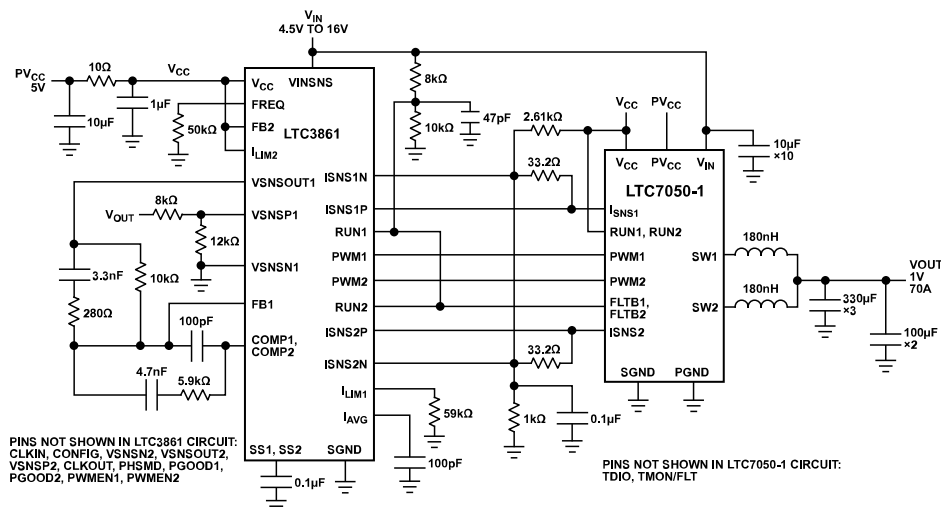 VIN
4.5V TO 16V
PVCC
5V
10Ω
VCC
10µF
1µF
50kΩ
VCC
VINSNS
FREQ
LTC3861
FB2
ILIM2
VSNSOUT1
VSNSP1
VSNSN1
FB1
COMP1,
COMP2
SS1, SS2
SGND
ISNS1N
ISNS1P
RUN1
PWM1
PWM2
RUN2
ISNS2P
ISNS2N
ILIM1
IAVG
8kΩ
VOUT
12kΩ
3.3nF
10kΩ
280Ω
100pF
4.7nF
5.9kΩ
0.1µF
8kΩ
10kΩ
47pF
2.61kΩ
33.2Ω
33.2Ω
1kΩ
0.1µF
59kΩ
100pF
VCC
PVCC
VCC
PVCC
VIN
LTC7050-1
ISNS1
RUN1, RUN2
PWM1
PWM2
FLTB1,
FLTB2
ISNS2
SW1
SW2
SGND
PGND
10µF
×10
180nH
180nH
VOUT
1V
70A
330µF
×3
100µF
×2
PINS NOT SHOWN IN LTC3861 CIRCUIT:
CLKIN, CONFIG, VSNSN2, VSNSOUT2,
VSNSP2, CLKOUT, PHSMD, PGOOD1,
PGOOD2, PWMEN1, PWMEN2
PINS NOT SHOWN IN LTC7050-1 CIRCUIT:
TDIO, TMON/FLT